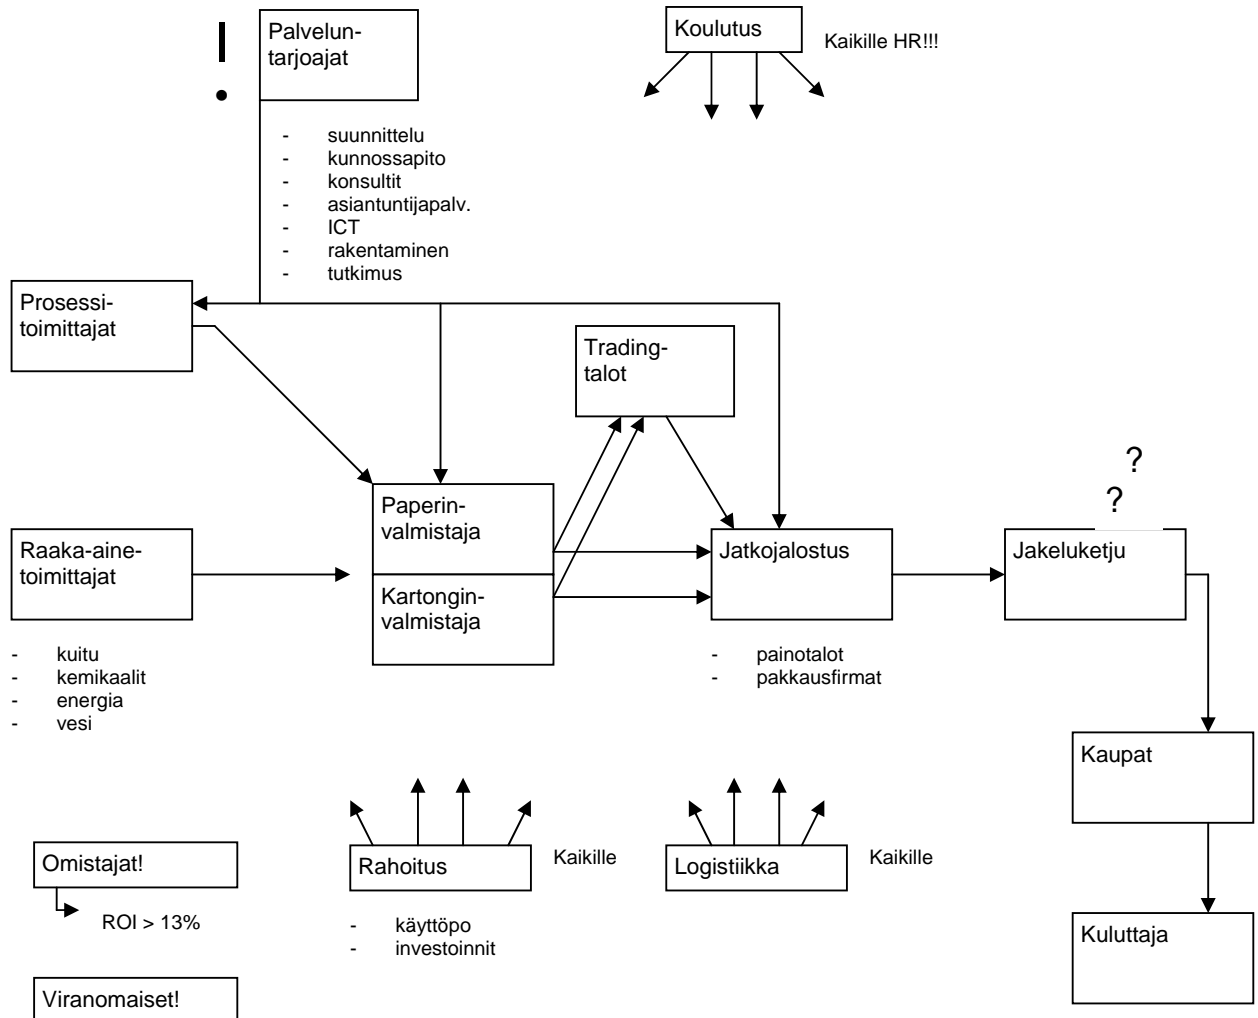 !
Palvelun-
tarjoajat
Koulutus
Kaikille HR!!!
- suunnittelu
- kunnossapito
- konsultit
- asiantuntijapalv.
- ICT
- rakentaminen
- tutkimus
Prosessi-
toimittajat
Trading-
talot
?
?
Paperin-
valmistaja
Kartongin-
valmistaja
Raaka-aine-
toimittajat
Jatkojalostus
Jakeluketju
- kuitu
- kemikaalit
- energia
- vesi
- painotalot
- pakkausfirmat
Kaupat
Omistajat!
ROI > 13%
Rahoitus
Kaikille
Logistiikka
Kaikille
- käyttöpo
- investoinnit
Kuluttaja
Viranomaiset!